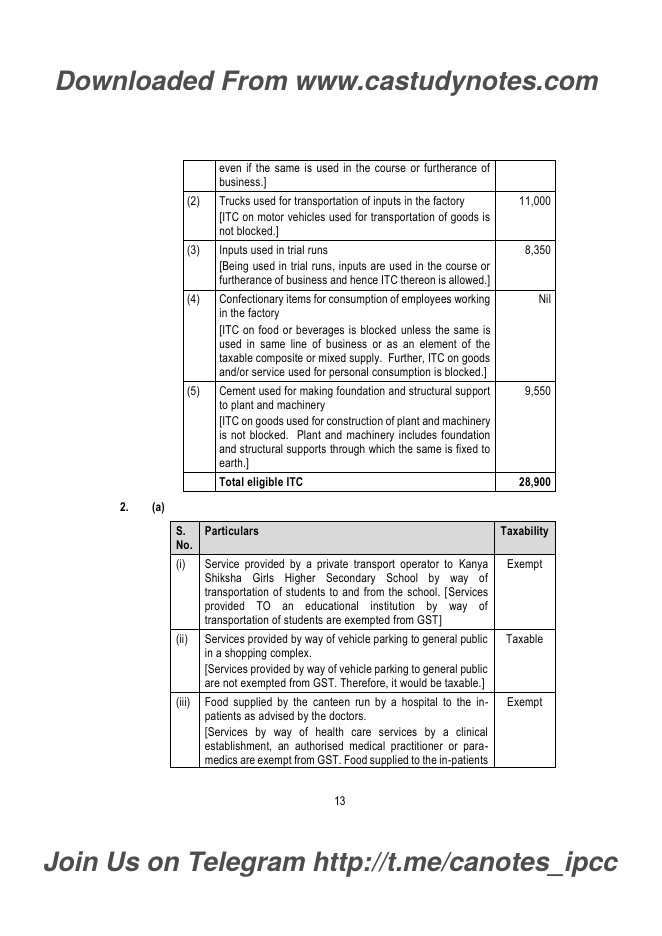 Downloaded From www.castudynotes.com
even if the same is used in the course or furtherance of
business.]
(2) Trucks used for transportation of inputs in the factory 11,000
[ITC on motor vehicles used for transportation of goods is
not blocked.]
(3) Inputs used in trial runs 8,350
[Being used in trial runs, inputs are used in the course or
furtherance of business and hence ITC thereon is allowed.]
(4) Confectionary items for consumption of employees working Nil
in the factory
[ITC on food or beverages is blocked unless the same is
used in same line of business or as an element of the
taxable composite or mixed supply. Further, ITC on goods
and/or service used for personal consumption is blocked.]
(5) Cement used for making foundation and structural support 9,550
to plant and machinery
[ITC on goods used for construction of plant and machinery
is not blocked. Plant and machinery includes foundation
and structural supports through which the same is fixed to
earth.]
Total eligible ITC 28,900
2. (a)
S. Particulars Taxability
No.
(i) Service provided by a private transport operator to Kanya Exempt
Shiksha Girls Higher Secondary School by way of
transportation of students to and from the school. [Services
provided TO an educational institution by way of
transportation of students are exempted from GST]
(ii) Services provided by way of vehicle parking to general public Taxable
in a shopping complex.
[Services provided by way of vehicle parking to general public
are not exempted from GST. Therefore, it would be taxable.]
(iii) Food supplied by the canteen run by a hospital to the in- Exempt
patients as advised by the doctors.
[Services by way of health care services by a clinical
establishment, an authorised medical practitioner or para-
medics are exempt from GST. Food supplied to the in-patients
13
Join Us on Telegram http://t.me/canotes_ipcc